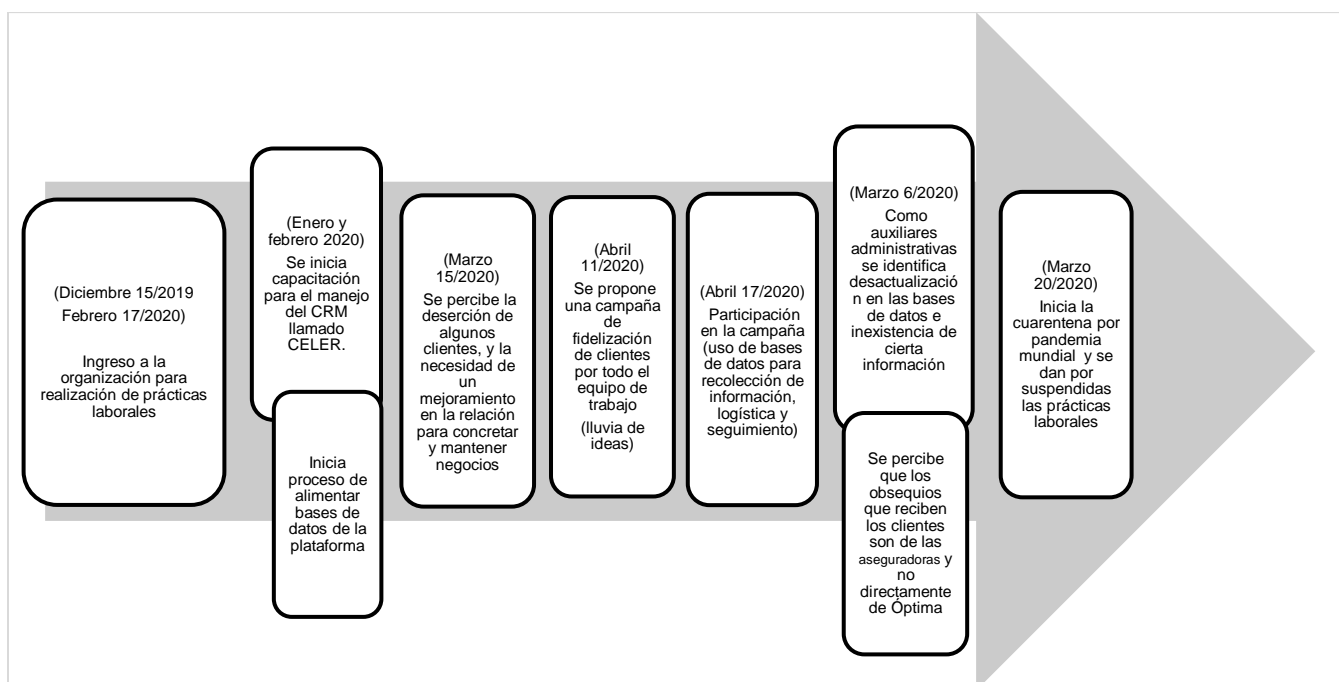 (Diciembre 15/2019
Febrero 17/2020)
Ingreso a la
organización para
realización de prácticas
laborales
(Enero y
febrero 2020)
Se inicia
capacitación
para el manejo
del CRM
llamado
CELER.
Inicia
proceso de
alimentar
bases de
datos de la
plataforma
(Marzo
15/2020)
Se percibe la
deserción de
algunos
clientes, y la
necesidad de
un
mejoramiento
en la relación
para concretar
y mantener
negocios
(Abril
11/2020)
Se propone
una campaña
de
fidelización
de clientes
por todo el
equipo de
trabajo
(lluvia de
ideas)
(Abril 17/2020)
Participación
en la campaña
(uso de bases
de datos para
recolección de
información,
logística y
seguimiento)
(Marzo 6/2020)
Como
auxiliares
administrativas
se identifica
desactualizació
n en las bases
de datos e
inexistencia de
cierta
información
Se percibe
que los
obsequios
que reciben
los clientes
son de las
aseguradoras y
no
directamente
de Óptima
(Marzo
20/2020)
Inicia la
cuarentena por
pandemia
mundial y se
dan por
suspendidas
las prácticas
laborales